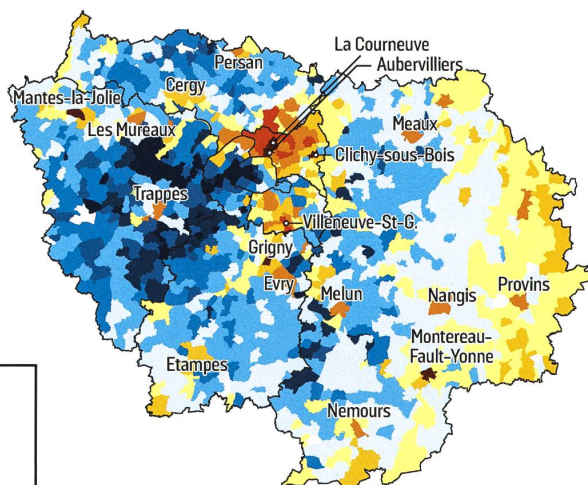 La Courneuve
Aubervilliers
Persan
Cergy
Mantes-la-Jolie
Les Mureaux
Meaux
Clichy-sous-Bois
Trappes
Villeneuve-St-G.
Grigny
Evry
Melun
Nangis
Provins
Montereau-
Fault-Yonne
Etampes
Nemours